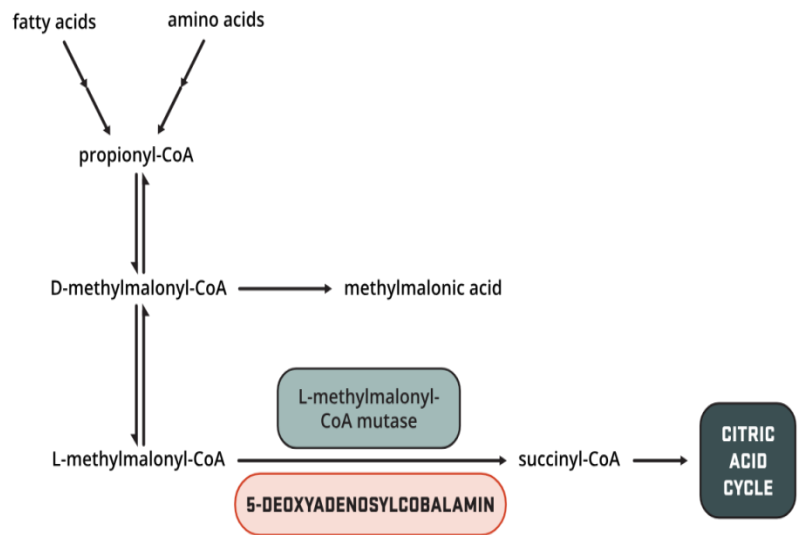 fatty acids
amino acids
propionyl-CoA
D-methylmalonyl-CoA
methylmalonic acid
L-methylmalonyl-
CoA mutase
L-methylmalonyl-CoA
succinyl-CoA
5-DEOXYADENOSYLCOBALAMIN
CITRIC
ACID
CYCLE